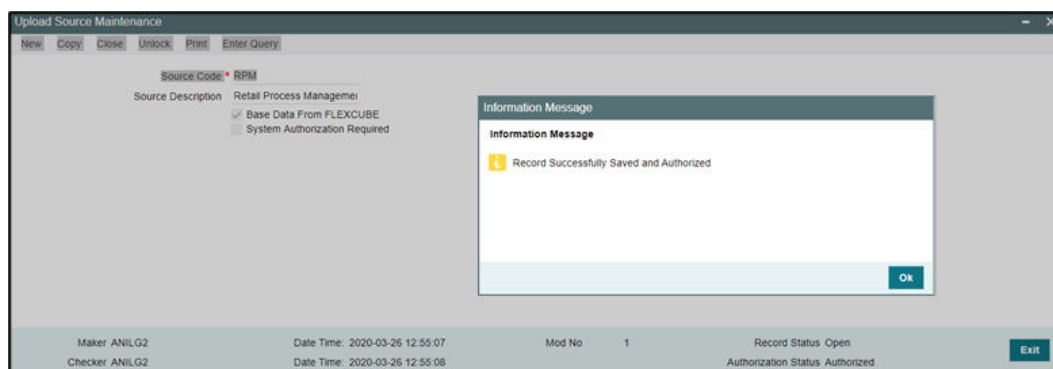 Upload Source Maintenance
New Copy Close Unlock Print Enter Query
Source Code * RPM
Source Description Retail Process Managemei
Base Data From FLEXCUBE
System Authorization Required
Information Message
Information Message
Record Successfully Saved and Authorized
Ok
Maker ANILG2 Date Time: 2020-03-26 12:55:07 Mod No 1 Record Status Open
Checker ANILG2 Date Time: 2020-03-26 12:55:08 Authorization Status Authorized
Exit